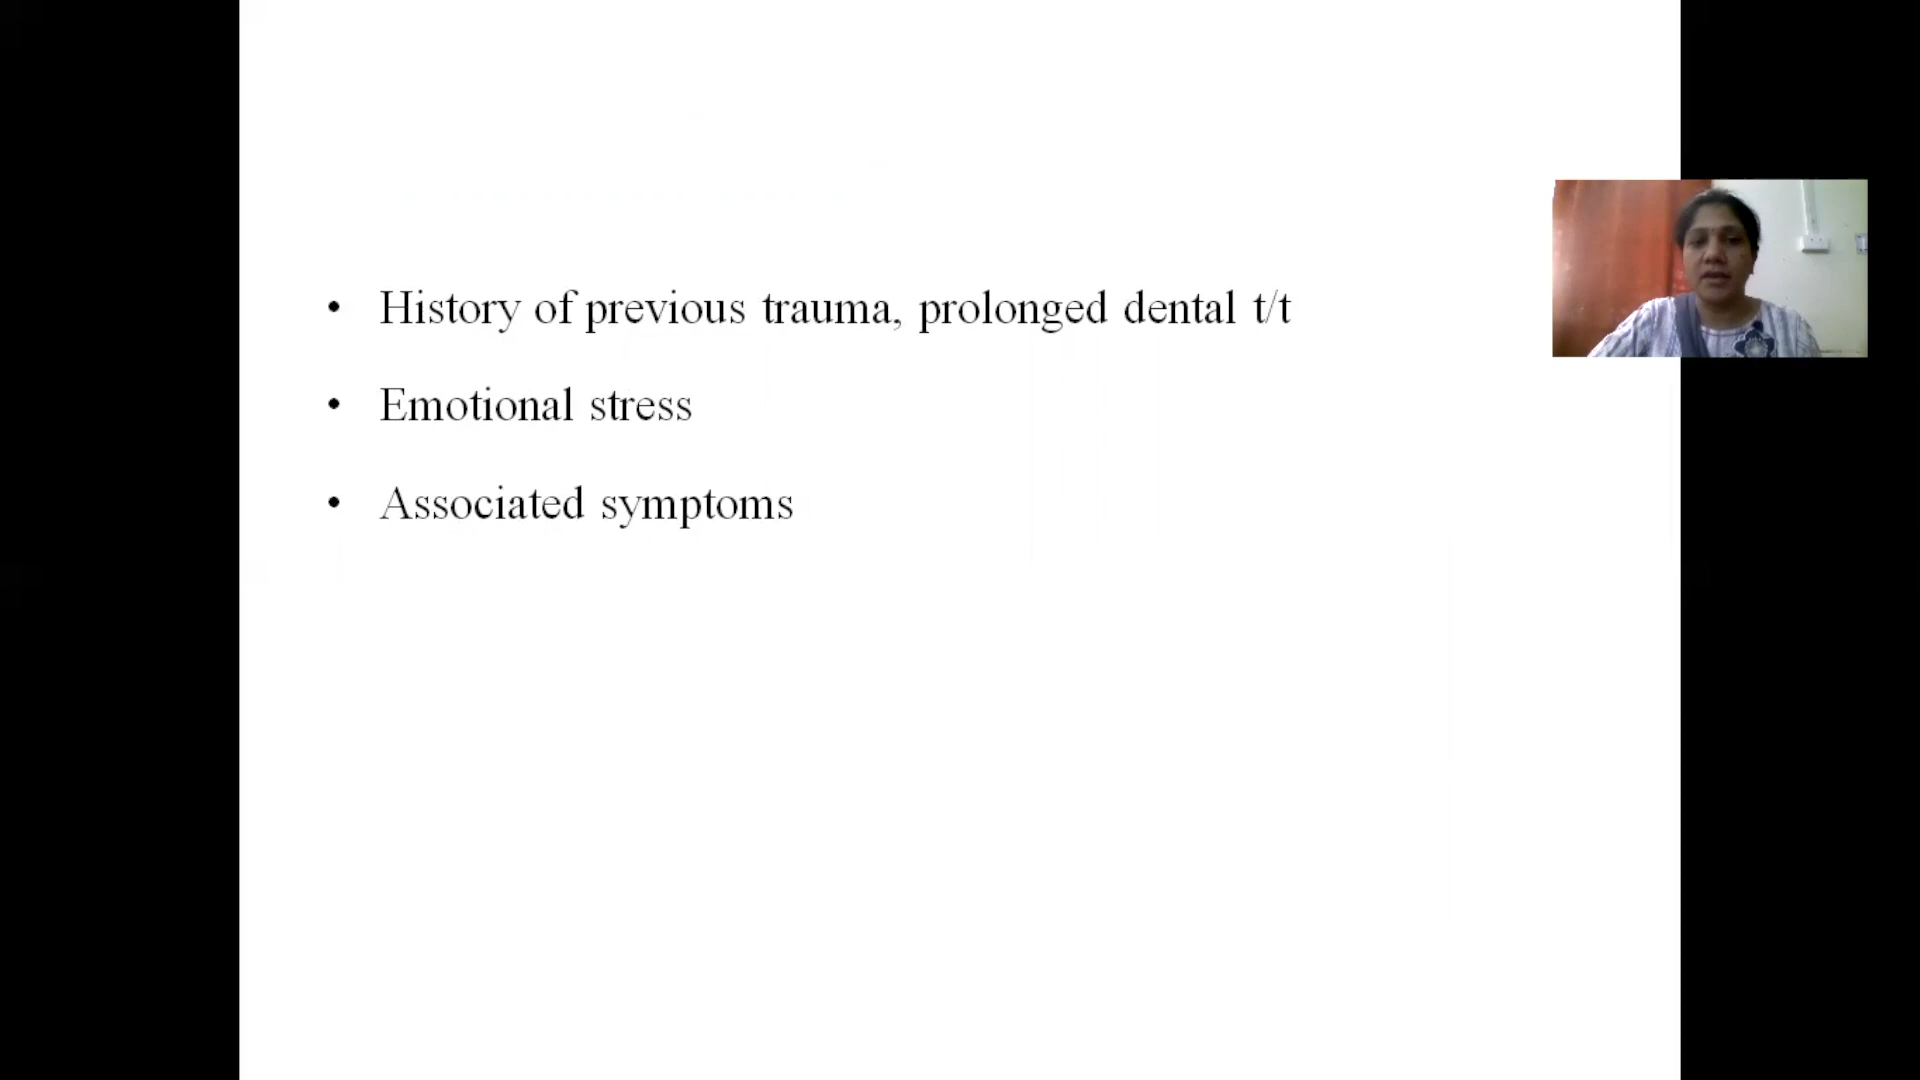 • History of previous trauma, prolonged dental t/t
• Emotional stress
• Associated symptoms